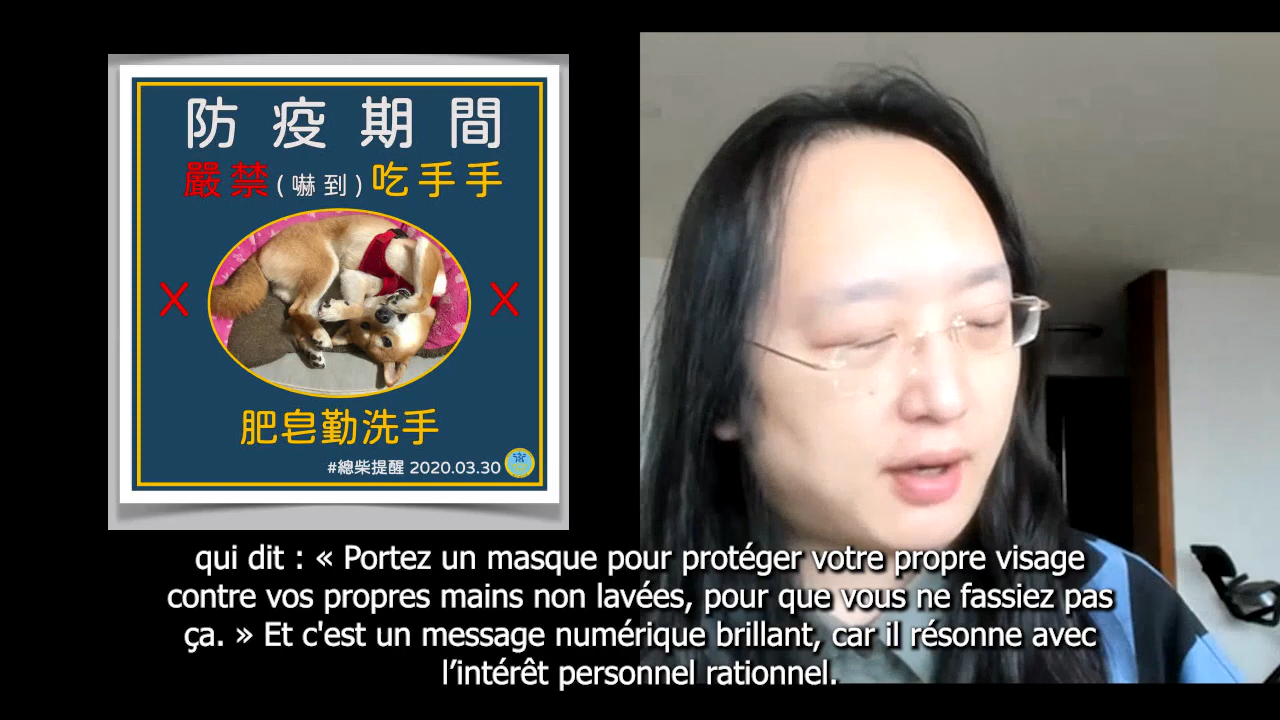 防疫期間
嚴禁(嚇到)吃手手
X X
肥皂勤洗手
#總柴提醒 2020.03.30
qui dit : « Portez un masque pour protéger votre propre visage
contre vos propres mains non lavées, pour que vous ne fassiez pas
ça. » Et c'est un message numérique brillant, car il résonne avec
l’intérêt personnel rationnel.